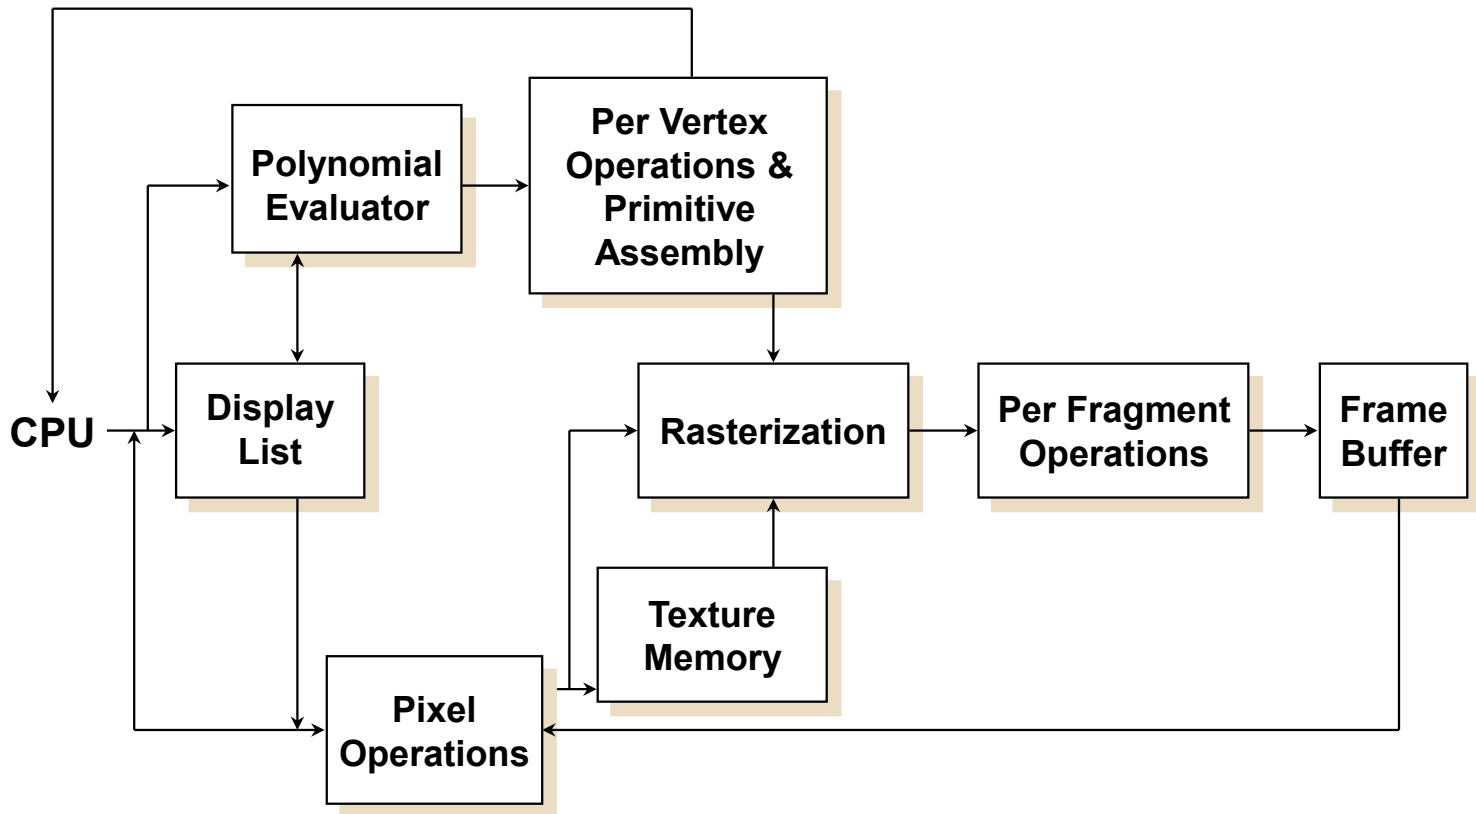 Per Vertex
Operations &
Primitive
Assembly
Polynomial
Evaluator
CPU
Display
List
Rasterization
Per Fragment
Operations
Frame
Buffer
Texture
Memory
Pixel
Operations